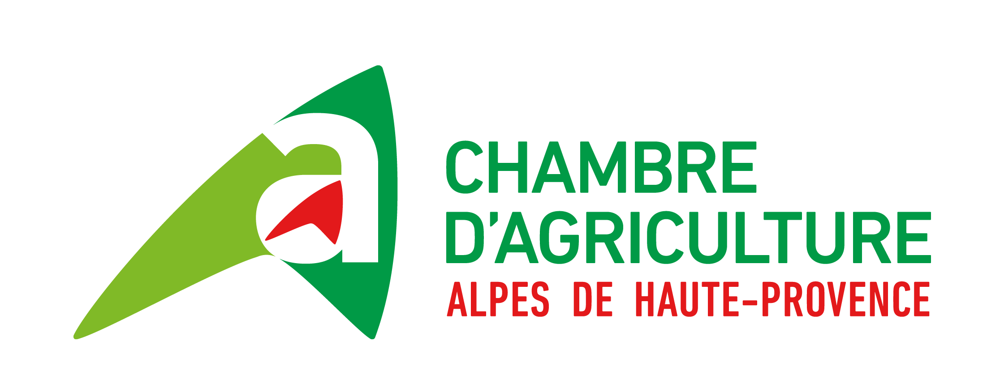 a
CHAMBRE
D'AGRICULTURE
ALPES DE HAUTE-PROVENCE